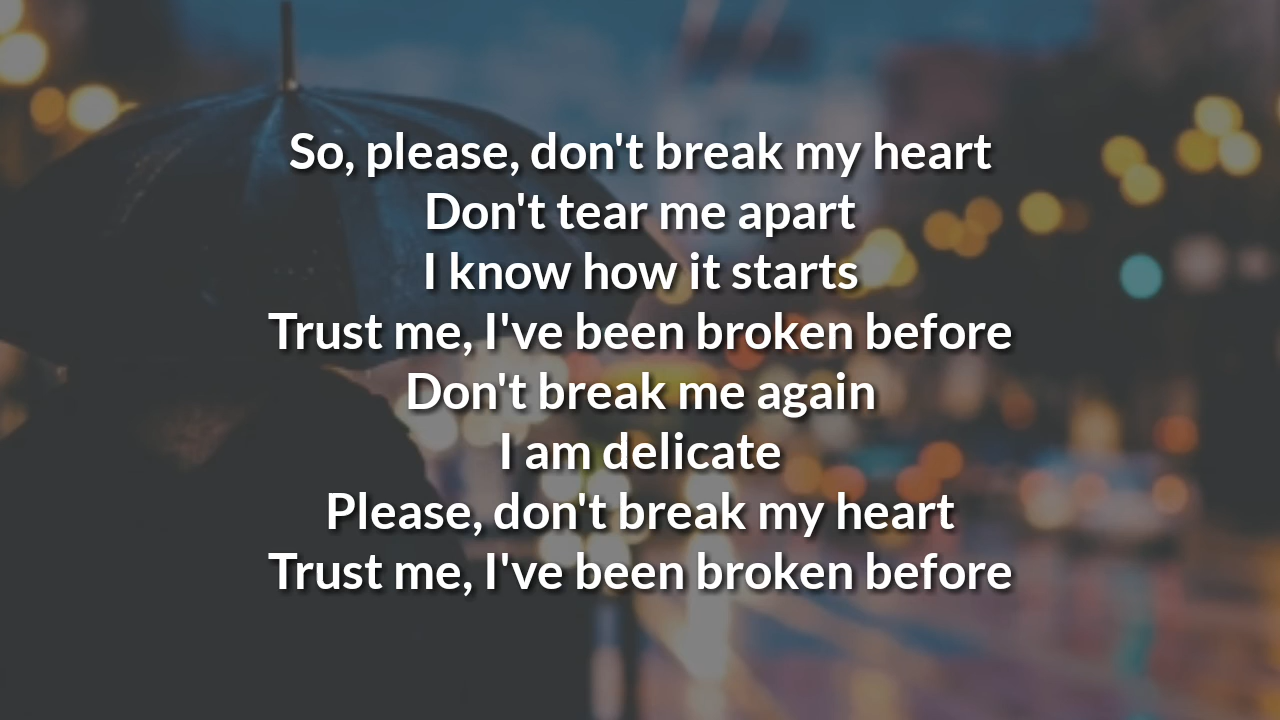 So, please, don't break my heart
Don't tear me apart
I know how it starts
Trust me, I've been broken before
Don't break me again
I am delicate
Please, don't break my heart
Trust me, I've been broken before